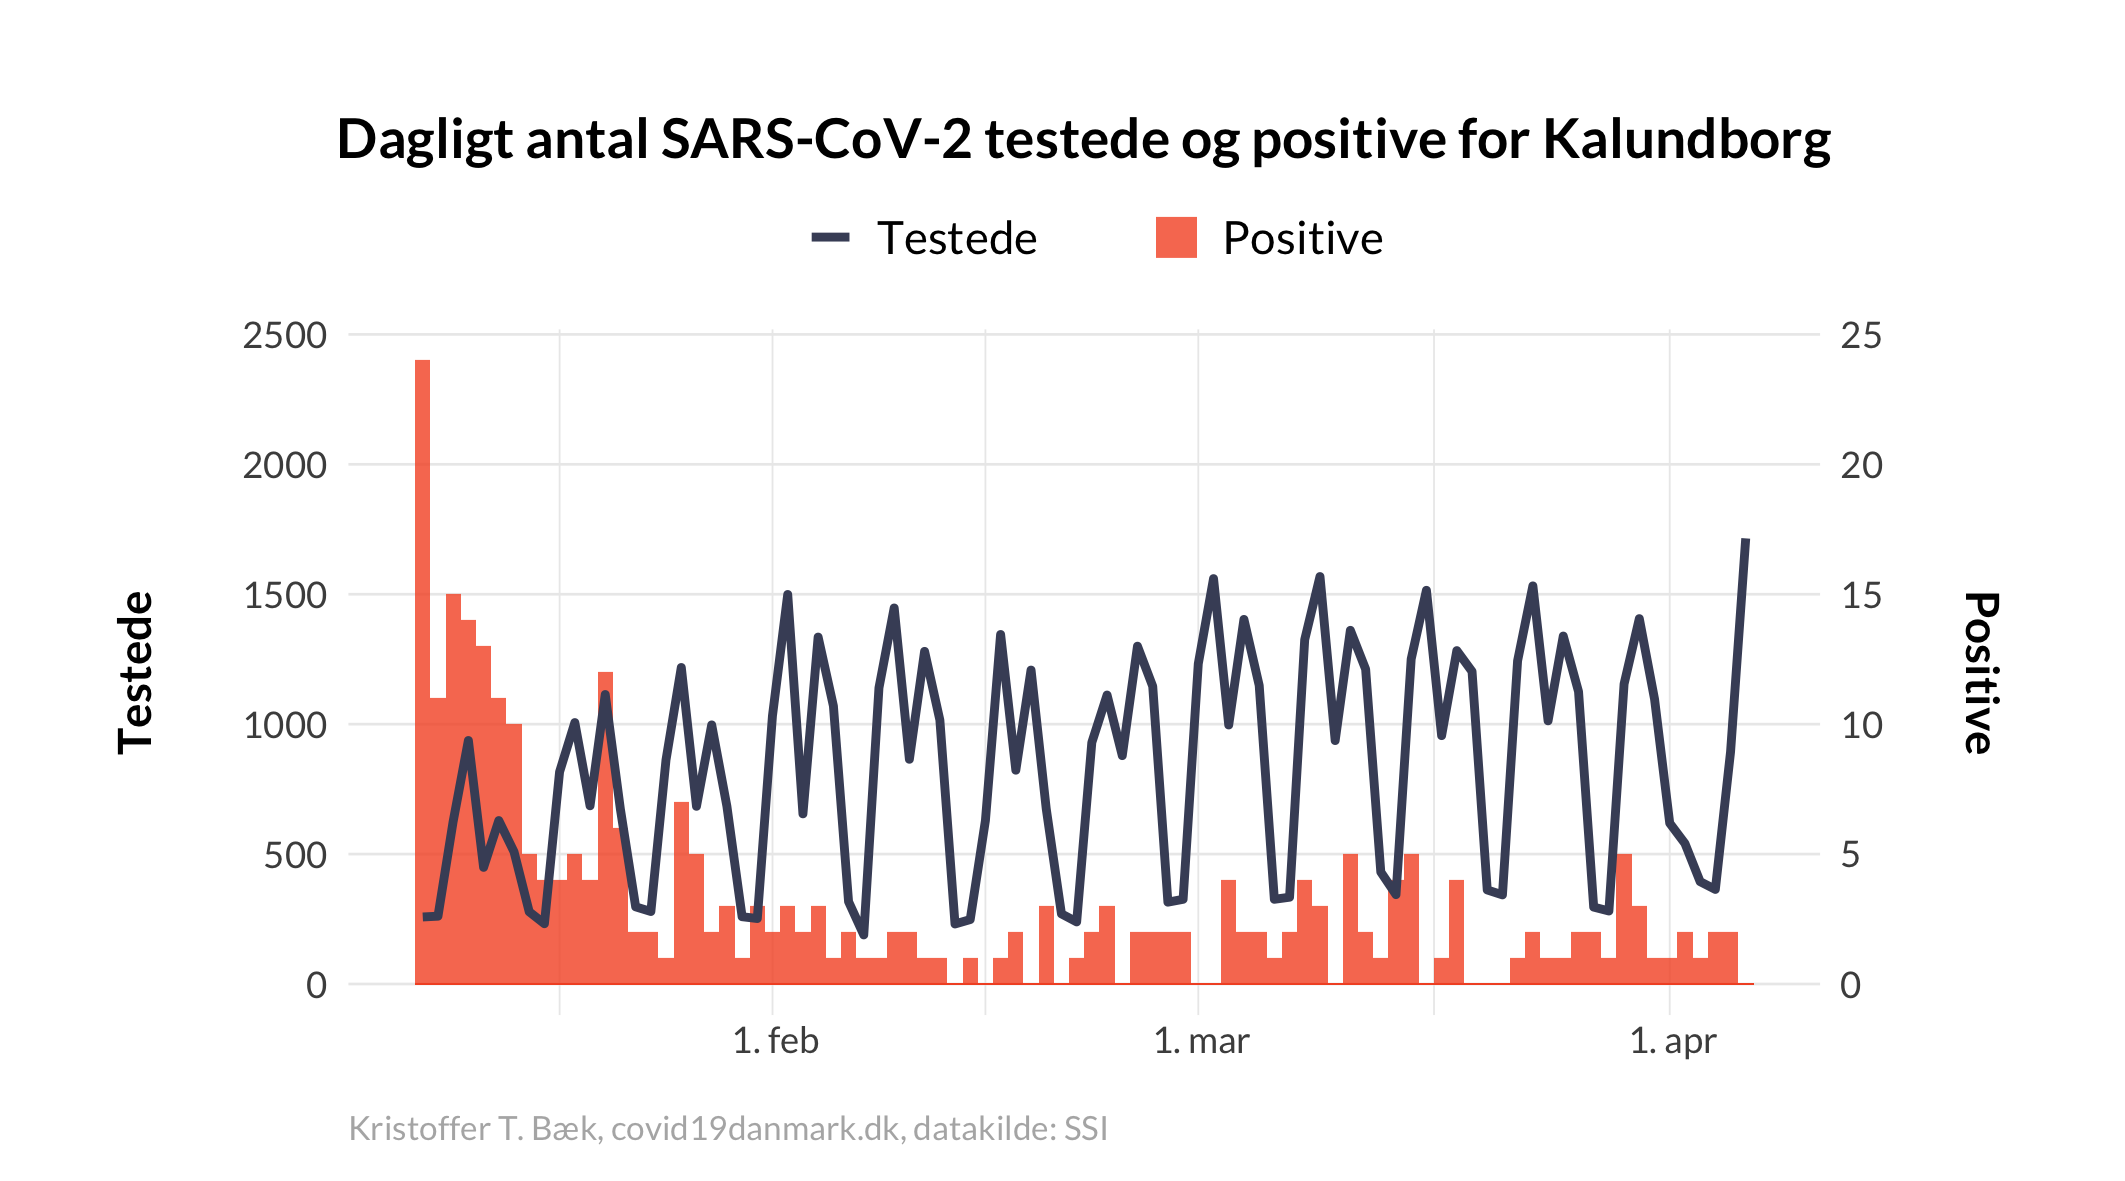 Dagligt antal SARS-CoV-2 testede og positive for Kalundborg
Testede
Positive
2500
2000
1500
1000
500
0
Testede
25
20
15
10
5
0
Positive
1. feb
1. mar
1. apr
Kristoffer T. Bæk, covid19danmark.dk, datakilde: SSI